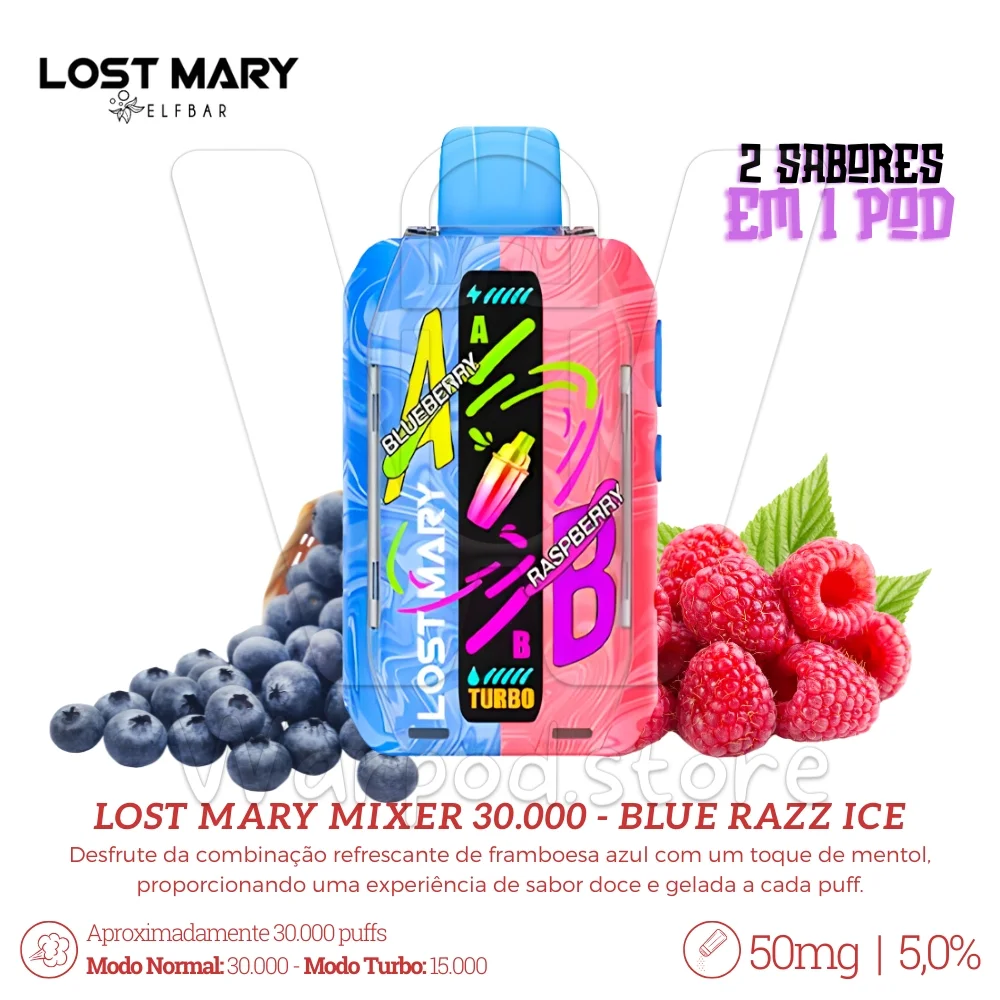 LOST MARY
ELFBAR
2 SABORES
EM 1 POD
A
A
BLUEBERRY
LOST MARY
RASPBERRY
B
B
TURBO
LOST MARY MIXER 30.000 - BLUE RAZZ ICE
Desfrute da combinação refrescante de framboesa azul com um toque de mentol,
proporcionando uma experiência de sabor doce e gelada a cada puff.
Aproximadamente 30.000 puffs
Modo Normal: 30.000 - Modo Turbo: 15.000
50mg | 5,0%